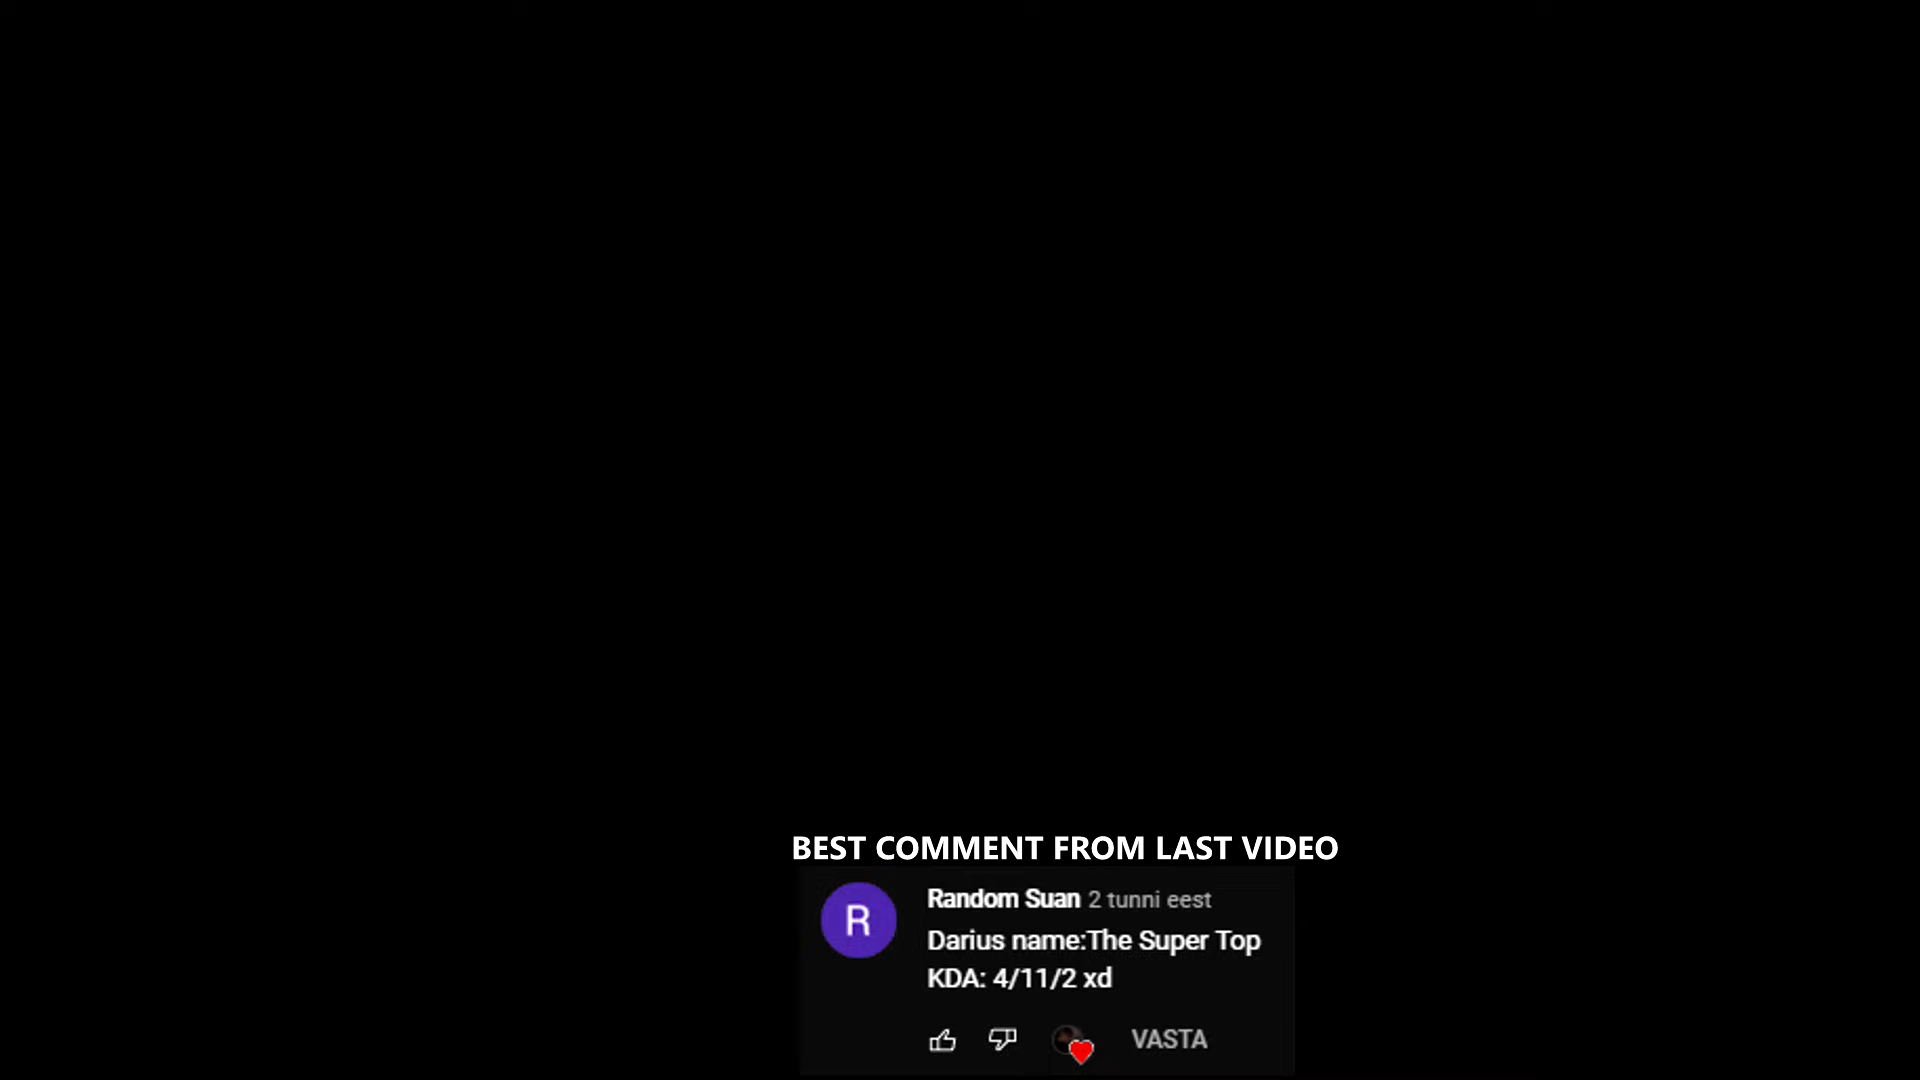 BEST COMMENT FROM LAST VIDEO
R
Random Suan 2 tunni eest
Darius name:The Super Top
KDA: 4/11/2 xd
VASTA